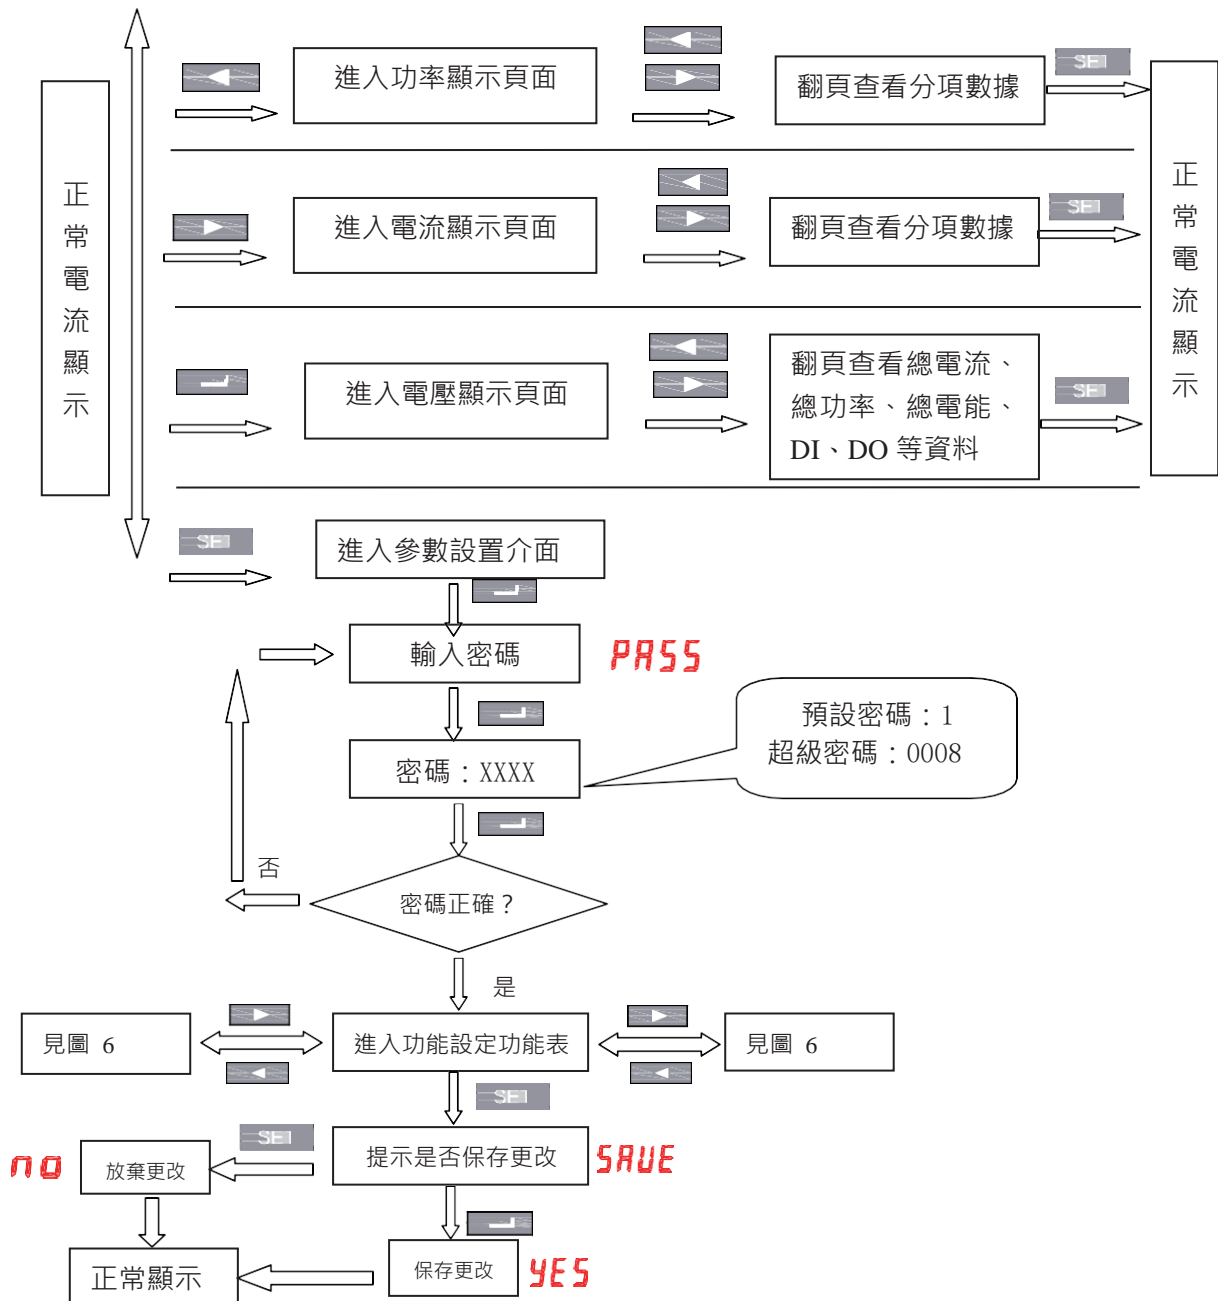 正常電流顯示
進入功率顯示頁面
翻頁查看分項數據
SET
正常電流顯示
進入電流顯示頁面
翻頁查看分項數據
SET
進入電壓顯示頁面
翻頁查看總電流、
總功率、總電能、
DI、DO 等資料
SET
SET
進入參數設置介面
輸入密碼
PASS
密碼：XXXX
預設密碼：1
超級密碼：0008
否
密碼正確？
是
見圖 6
進入功能設定功能表
見圖 6
SET
SET
no
放棄更改
提示是否保存更改
SAVE
正常顯示
保存更改
YES